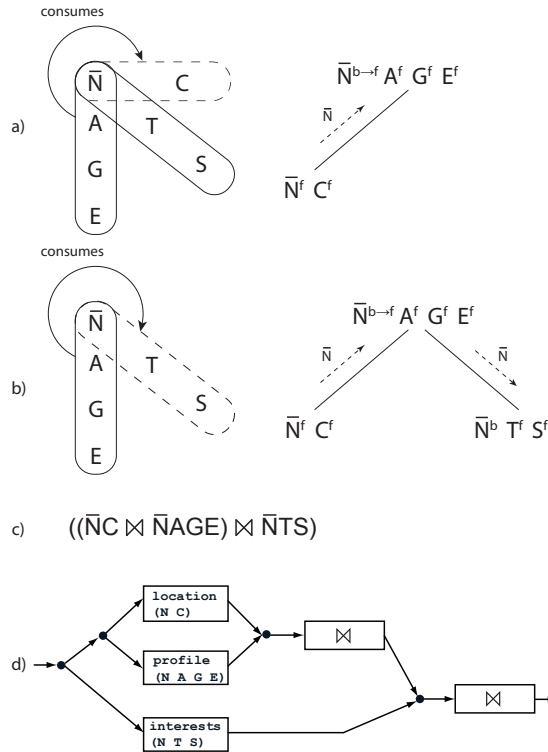 consumes
N̄ C
A T
G S
E
a)
N̄ᵇ→ᶠ Aᶠ Gᶠ Eᶠ
N̄
N̄ᶠ Cᶠ
consumes
N̄
A T
G S
E
b)
N̄ᵇ→ᶠ Aᶠ Gᶠ Eᶠ
N̄ N̄
N̄ᶠ Cᶠ N̄ᵇ Tᶠ Sᶠ
c) ((N̄C ⋈ N̄AGE) ⋈ N̄TS)
d)
location
(N C)
⋈
profile
(N A G E)
⋈
interests
(N T S)